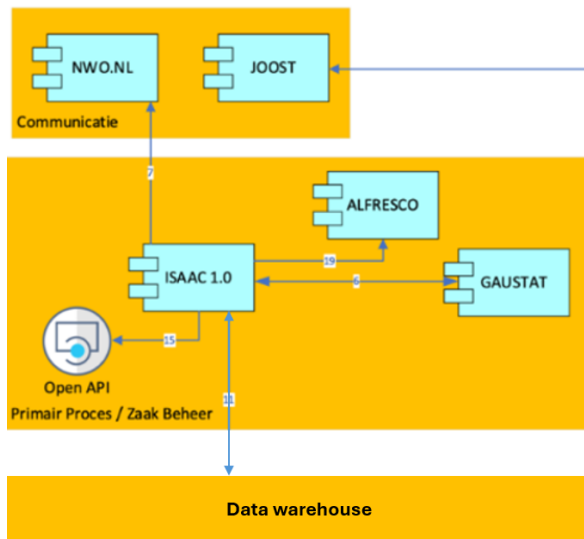 NWO.NL
JOOST
Communicatie
7
ALFRESCO
ISAAC 1.0
19
6
GAUSTAT
15
Open API
11
Primair Proces / Zaak Beheer
Data warehouse